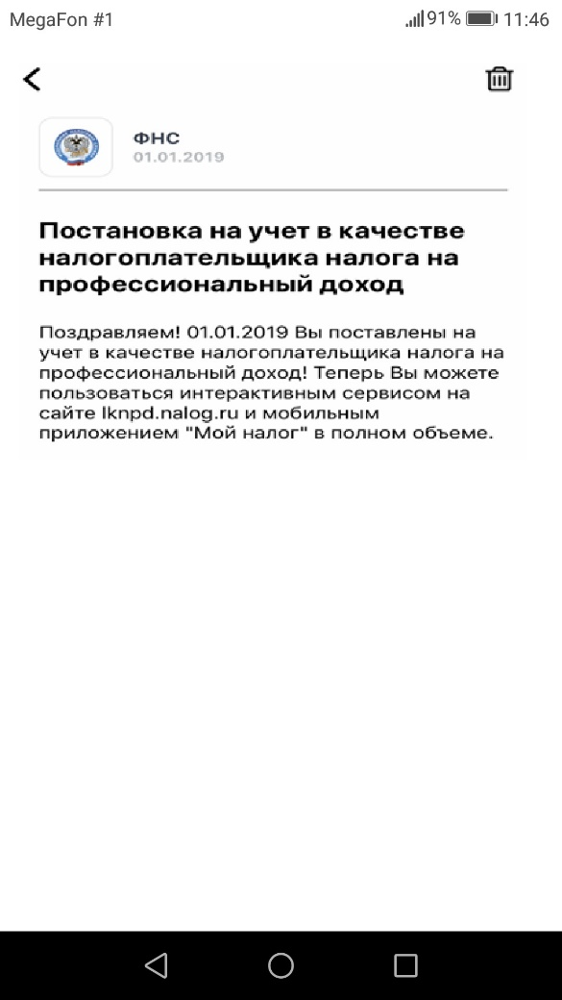 MegaFon #1 91% 11:46
ФНС
01.01.2019
Постановка на учет в качестве
налогоплательщика налога на
профессиональный доход
Поздравляем! 01.01.2019 Вы поставлены на
учет в качестве налогоплательщика налога на
профессиональный доход! Теперь Вы можете
пользоваться интерактивным сервисом на
сайте lknpd.nalog.ru и мобильным
приложением "Мой налог" в полном объеме.